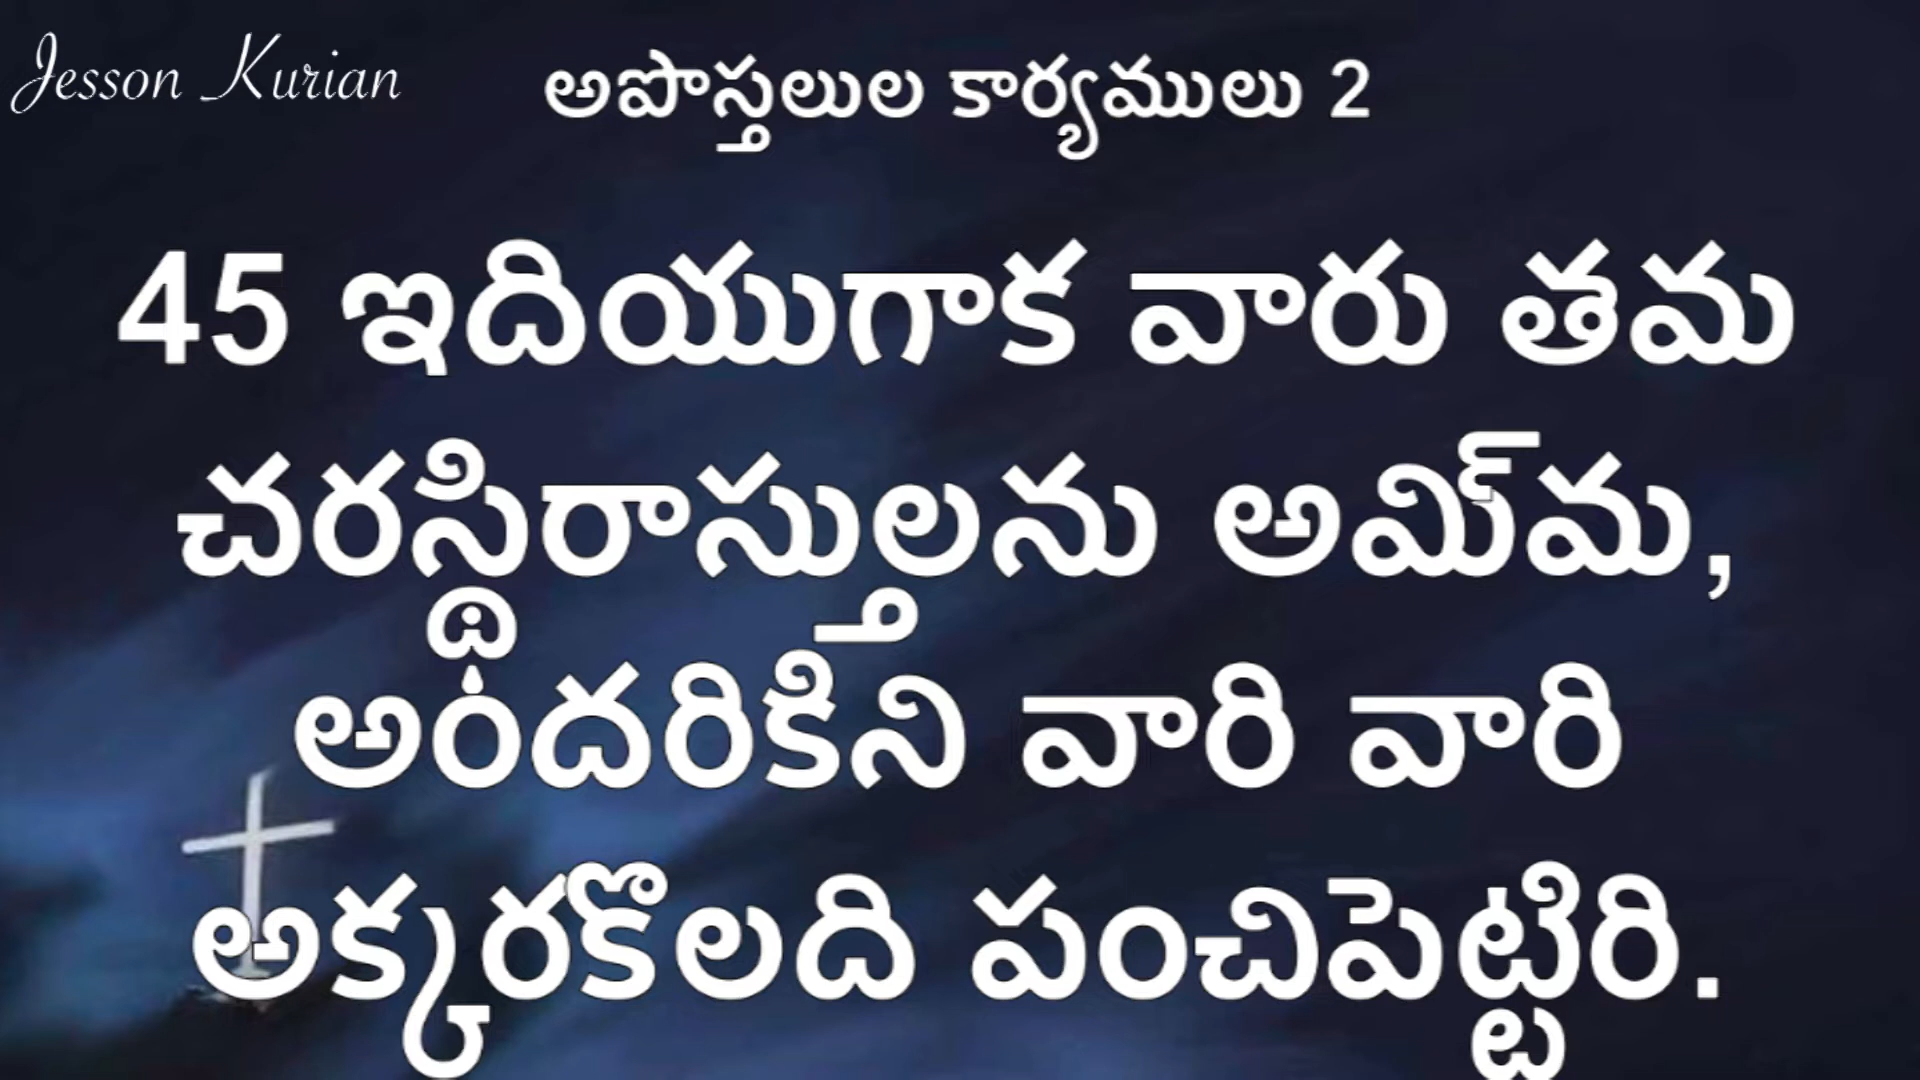 Jesson Kurian
అపొస్తలుల కార్యములు 2
45 ఇదియుగాక వారు తమ
చరస్థిరాస్తులను అమి్మ,
అందరికిని వారి వారి
అక్కరకొలది పంచిపెట్టిరి.